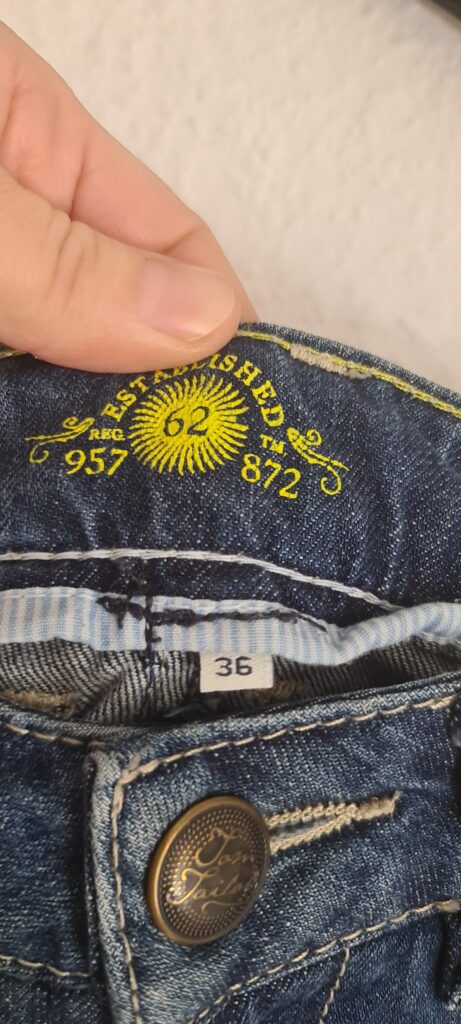 ESTABLISHED
62
REG. TM
957 872
36
Tom
Tailor